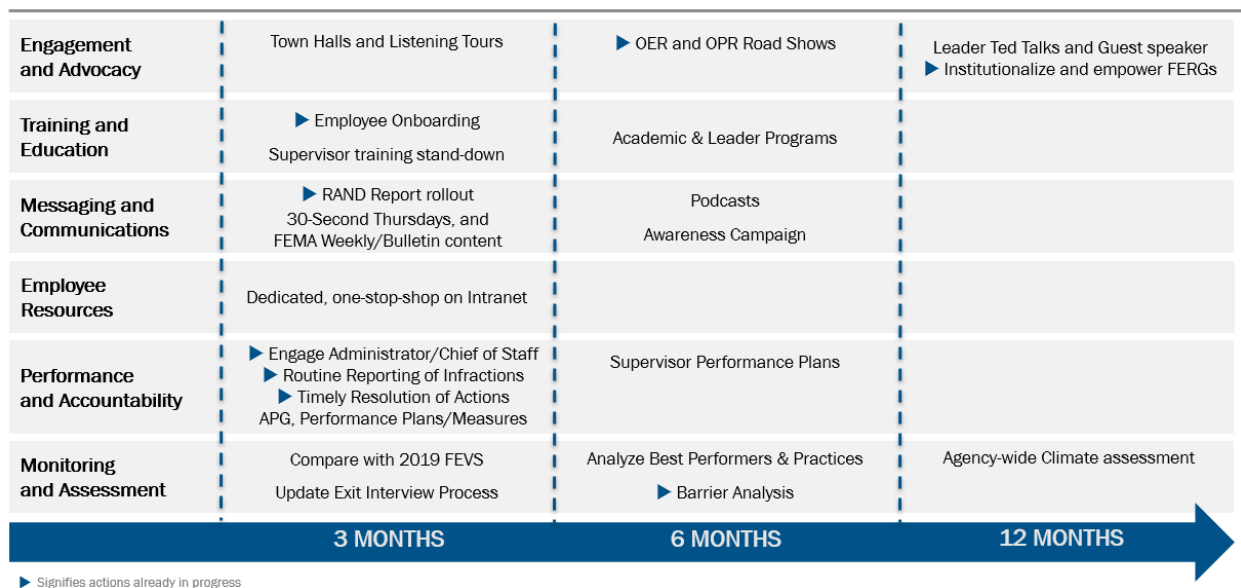 Engagement
and Advocacy
Town Halls and Listening Tours
▶ OER and OPR Road Shows
Leader Ted Talks and Guest speaker
▶ Institutionalize and empower FERGs
Training and
Education
▶ Employee Onboarding
Supervisor training stand-down
Academic & Leader Programs
Messaging and
Communications
▶ RAND Report rollout
30-Second Thursdays, and
FEMA Weekly/Bulletin content
Podcasts
Awareness Campaign
Employee
Resources
Dedicated, one-stop-shop on Intranet
Performance
and Accountability
▶ Engage Administrator/Chief of Staff
▶ Routine Reporting of Infractions
▶ Timely Resolution of Actions
APG, Performance Plans/Measures
Supervisor Performance Plans
Monitoring
and Assessment
Compare with 2019 FEVS
Update Exit Interview Process
Analyze Best Performers & Practices
▶ Barrier Analysis
Agency-wide Climate assessment
3 MONTHS
6 MONTHS
12 MONTHS
▶ Signifies actions already in progress